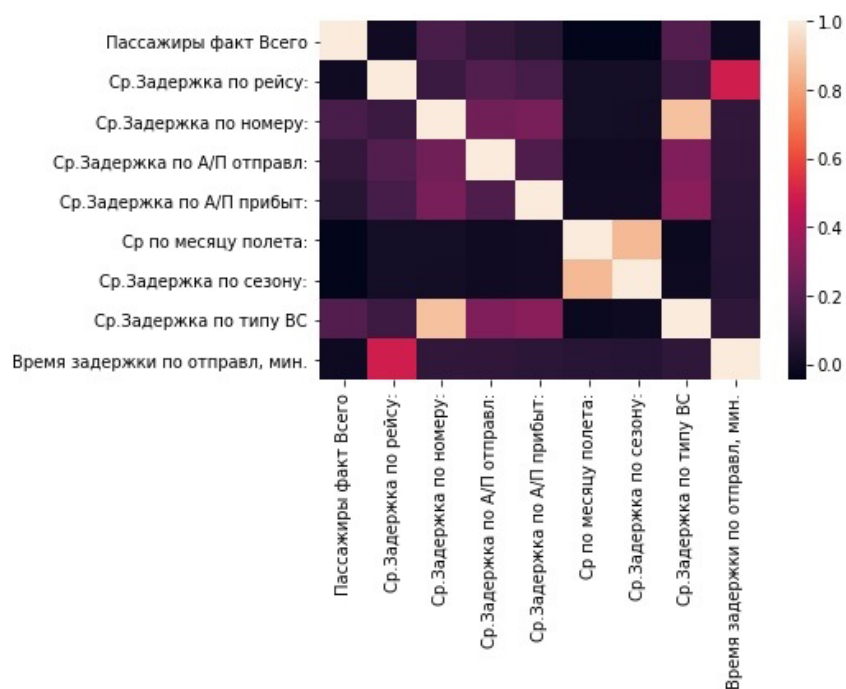 Пассажиры факт Всего
Ср.Задержка по рейсу:
Ср.Задержка по номеру:
Ср.Задержка по А/П отправл:
Ср.Задержка по А/П прибыт:
Ср по месяцу полета:
Ср.Задержка по сезону:
Ср.Задержка по типу ВС
Время задержки по отправл, мин.
1.0
0.8
0.6
0.4
0.2
0.0
Пассажиры факт Всего
Ср.Задержка по рейсу:
Ср.Задержка по номеру:
Ср.Задержка по А/П отправл:
Ср.Задержка по А/П прибыт:
Ср по месяцу полета:
Ср.Задержка по сезону:
Ср.Задержка по типу ВС
Время задержки по отправл, мин.